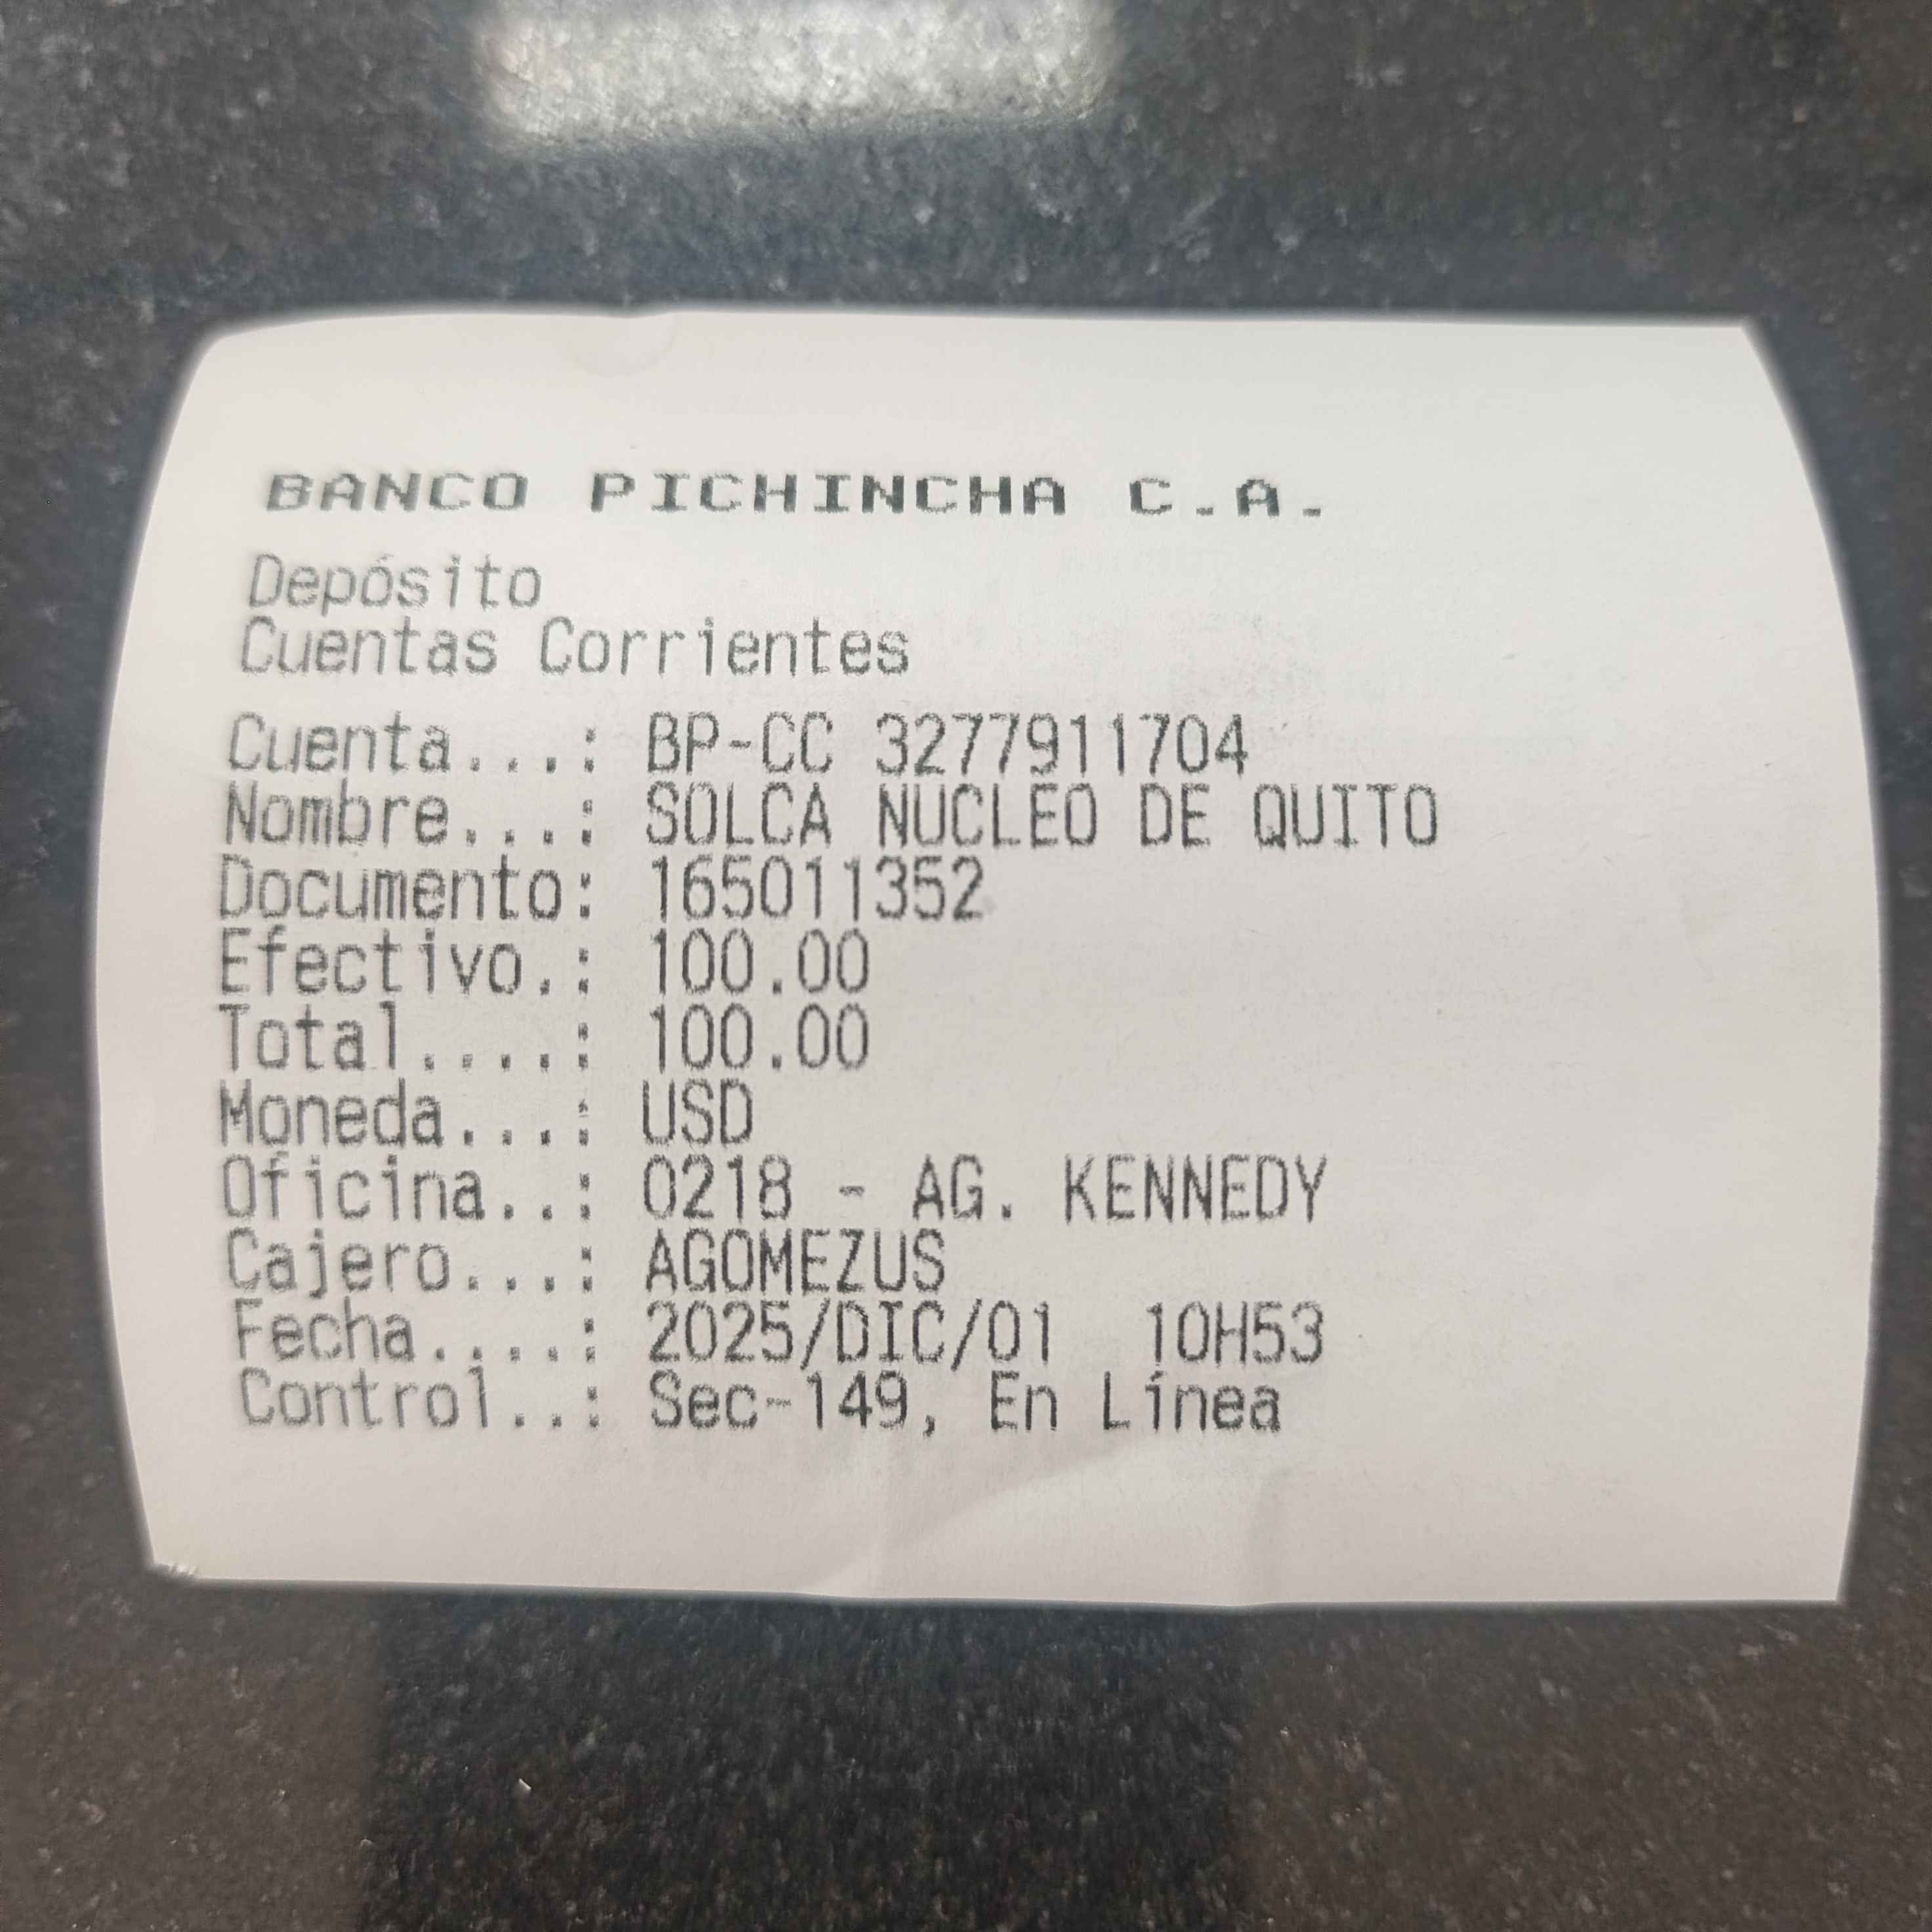 BANCO PICHINCHA C.A.
Depósito
Cuentas Corrientes
Cuenta...: BP-CC 3277911704
Nombre...: SOLCA NUCLEO DE QUITO
Documento: 165011352
Efectivo.: 100.00
Total....: 100.00
Moneda...: USD
Oficina..: 0218 - AG. KENNEDY
Cajero...: AGOMEZUS
Fecha....: 2025/DIC/01  10H53
Control..: Sec-149, En Línea